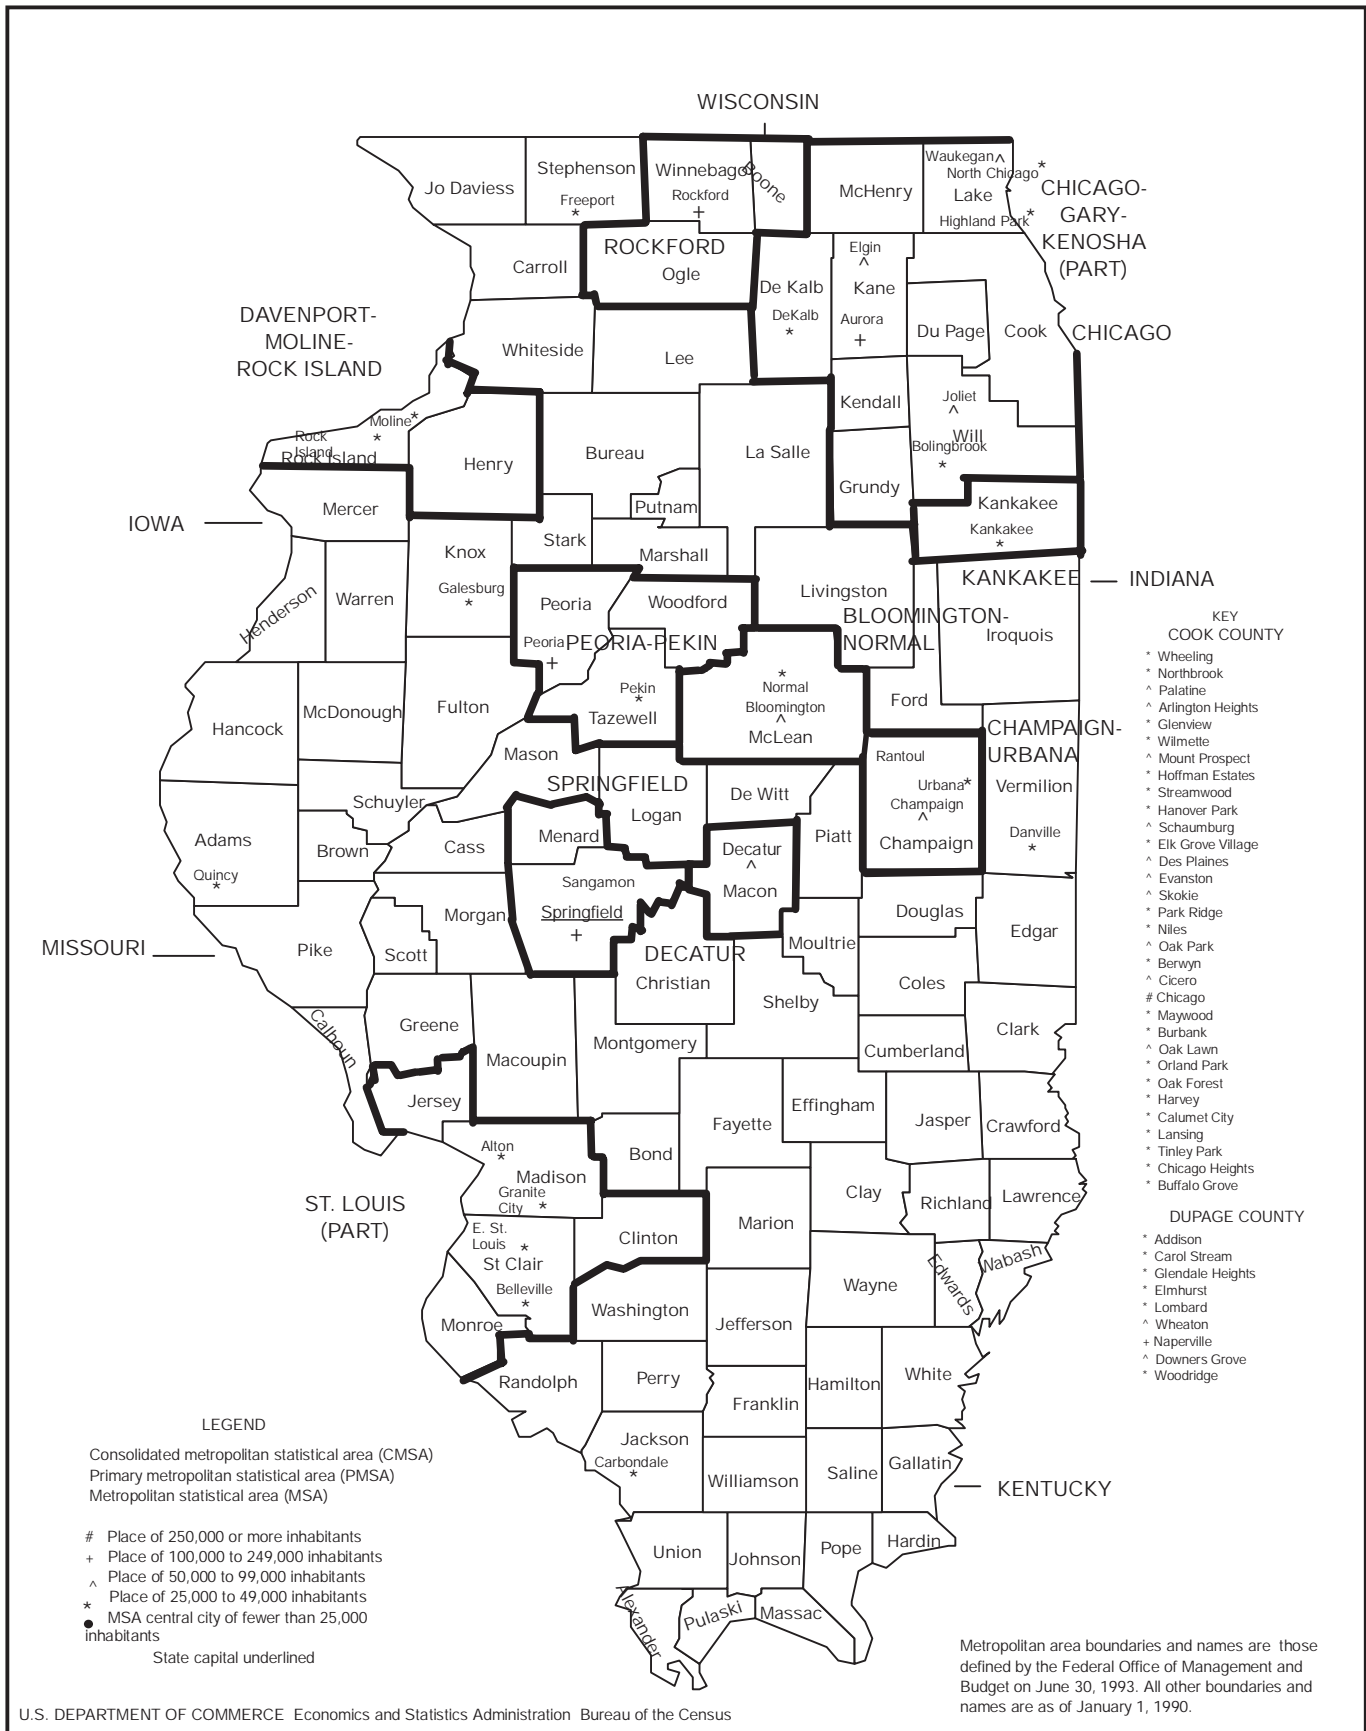 WISCONSIN
Jo Daviess
Stephenson
Freeport
*
Winnebago
Rockford
+
Boone
McHenry
Waukegan ^
North Chicago *
Lake
Highland Park *
CHICAGO-
GARY-
KENOSHA
(PART)
Carroll
ROCKFORD
Ogle
De Kalb
DeKalb
*
Elgin
^
Kane
Aurora
+
Du Page
Cook
CHICAGO
DAVENPORT-
MOLINE-
ROCK ISLAND
Whiteside
Lee
Kendall
Joliet
^
Will
Bolingbrook
*
Moline *
Rock
Island
*
Rock Island
Henry
Bureau
La Salle
Grundy
Putnam
Kankakee
Kankakee
*
Mercer
IOWA
Knox
Galesburg
*
Stark
Marshall
Livingston
KANKAKEE
INDIANA
Henderson
Warren
Peoria
Peoria
+
PEORIA-PEKIN
Woodford
BLOOMINGTON-
NORMAL
Iroquois
Hancock
McDonough
Fulton
Pekin
*
Tazewell
*
Normal
Bloomington
^
McLean
Ford
Mason
CHAMPAIGN-
URBANA
Rantoul
Urbana *
Champaign
^
Champaign
Vermilion
Danville
*
SPRINGFIELD
Logan
De Witt
Piatt
Schuyler
Adams
Quincy
*
Brown
Cass
Menard
Decatur
^
Macon
Sangamon
Springfield
+
Morgan
Douglas
Edgar
MISSOURI
Pike
Scott
DECATUR
Christian
Moultrie
Coles
Shelby
Calhoun
Greene
Macoupin
Montgomery
Cumberland
Clark
Jersey
Fayette
Effingham
Jasper
Crawford
Alton
*
Madison
Granite
City *
Bond
ST. LOUIS
(PART)
Clay
Richland
Lawrence
Marion
Clinton
E. St.
Louis *
St Clair
Belleville
*
Edwards
Wabash
Wayne
Washington
Monroe
Jefferson
Randolph
Perry
Hamilton
White
Franklin
Jackson
Carbondale
*
Williamson
Saline
Gallatin
KENTUCKY
Union
Johnson
Pope
Hardin
Alexander
Pulaski
Massac
KEY
COOK COUNTY
* Wheeling
* Northbrook
^ Palatine
^ Arlington Heights
* Glenview
* Wilmette
^ Mount Prospect
* Hoffman Estates
* Streamwood
* Hanover Park
^ Schaumburg
* Elk Grove Village
^ Des Plaines
^ Evanston
^ Skokie
* Park Ridge
* Niles
^ Oak Park
* Berwyn
^ Cicero
# Chicago
* Maywood
* Burbank
^ Oak Lawn
* Orland Park
* Oak Forest
* Harvey
* Calumet City
* Lansing
* Tinley Park
* Chicago Heights
* Buffalo Grove
DUPAGE COUNTY
* Addison
* Carol Stream
* Glendale Heights
* Elmhurst
* Lombard
^ Wheaton
+ Naperville
^ Downers Grove
* Woodridge
LEGEND
Consolidated metropolitan statistical area (CMSA)
Primary metropolitan statistical area (PMSA)
Metropolitan statistical area (MSA)
# Place of 250,000 or more inhabitants
+ Place of 100,000 to 249,000 inhabitants
^ Place of 50,000 to 99,000 inhabitants
* Place of 25,000 to 49,000 inhabitants
● MSA central city of fewer than 25,000
inhabitants
State capital underlined
Metropolitan area boundaries and names are those
defined by the Federal Office of Management and
Budget on June 30, 1993. All other boundaries and
names are as of January 1, 1990.
U.S. DEPARTMENT OF COMMERCE Economics and Statistics Administration Bureau of the Census